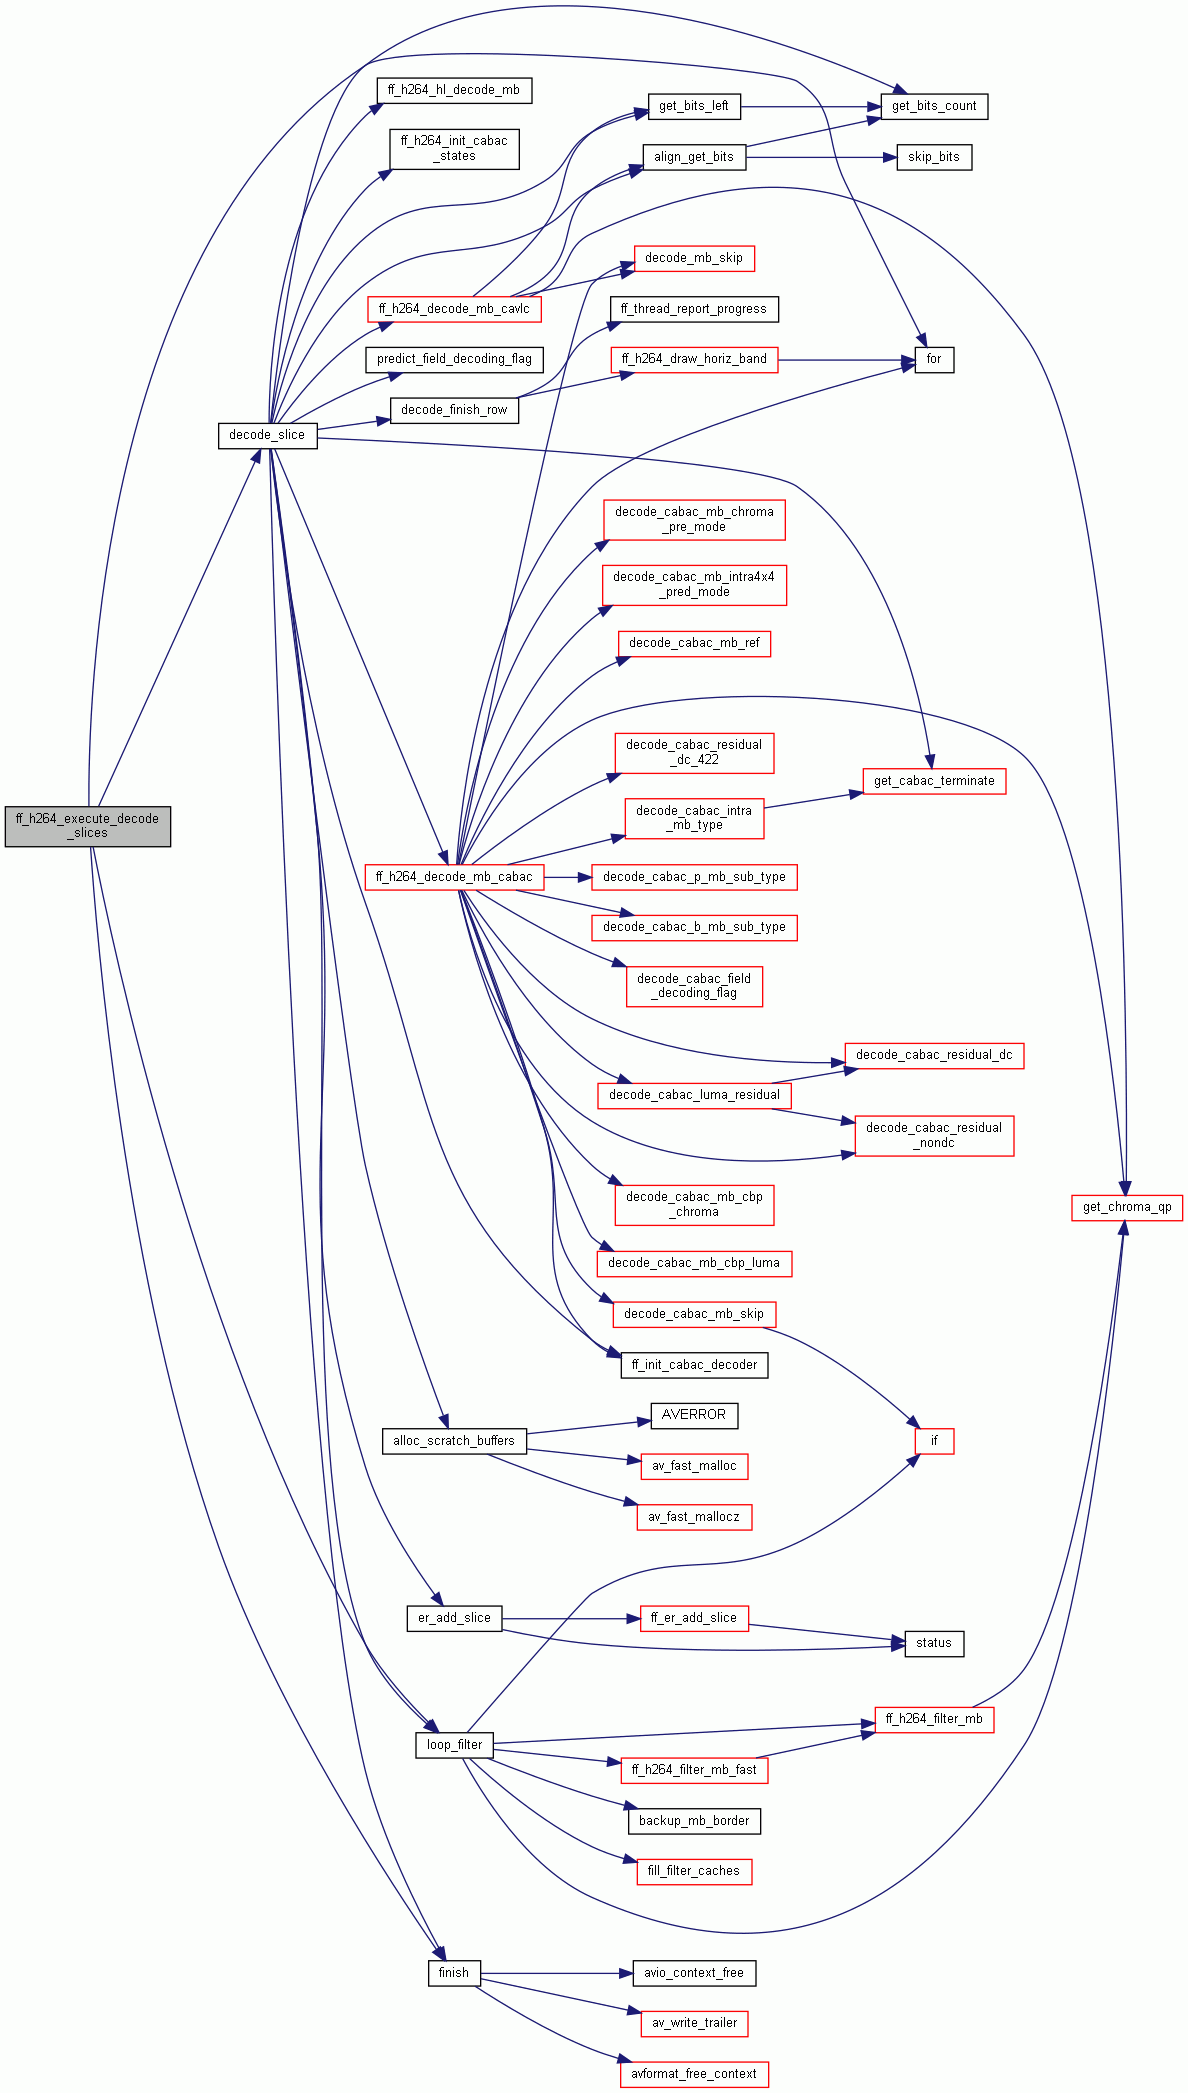 ff_h264_hl_decode_mb
get_bits_left
get_bits_count
ff_h264_init_cabac
_states
align_get_bits
skip_bits
decode_mb_skip
ff_h264_decode_mb_cavlc
ff_thread_report_progress
predict_field_decoding_flag
ff_h264_draw_horiz_band
for
decode_finish_row
decode_slice
decode_cabac_mb_chroma
_pre_mode
decode_cabac_mb_intra4x4
_pred_mode
decode_cabac_mb_ref
decode_cabac_residual
_dc_422
get_cabac_terminate
decode_cabac_intra
_mb_type
ff_h264_execute_decode
_slices
ff_h264_decode_mb_cabac
decode_cabac_p_mb_sub_type
decode_cabac_b_mb_sub_type
decode_cabac_field
_decoding_flag
decode_cabac_residual_dc
decode_cabac_luma_residual
decode_cabac_residual
_nondc
decode_cabac_mb_cbp
_chroma
get_chroma_qp
decode_cabac_mb_cbp_luma
decode_cabac_mb_skip
ff_init_cabac_decoder
AVERROR
alloc_scratch_buffers
if
av_fast_malloc
av_fast_mallocz
er_add_slice
ff_er_add_slice
status
ff_h264_filter_mb
loop_filter
ff_h264_filter_mb_fast
backup_mb_border
fill_filter_caches
finish
avio_context_free
av_write_trailer
avformat_free_context